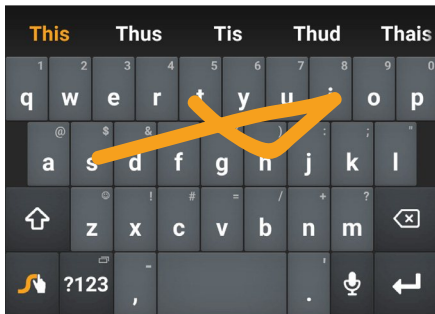 This Thus Tis Thud Thais
1 2 3 4 5 6 7 8 9 0
q w e r t y u i o p
@ $ & ) : ; "
a s d f g h j k l
☺ ! # = / + ?
z x c v b n m
?123 , - . '